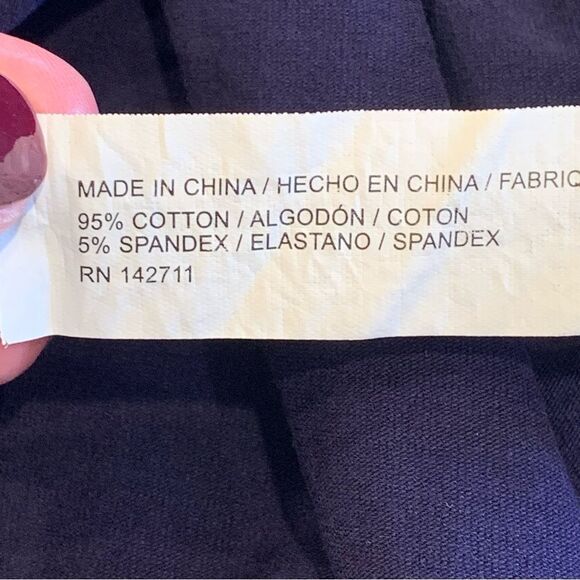 MADE IN CHINA / HECHO EN CHINA / FABRIQ
95% COTTON / ALGODÓN / COTON
5% SPANDEX / ELASTANO / SPANDEX
RN 142711